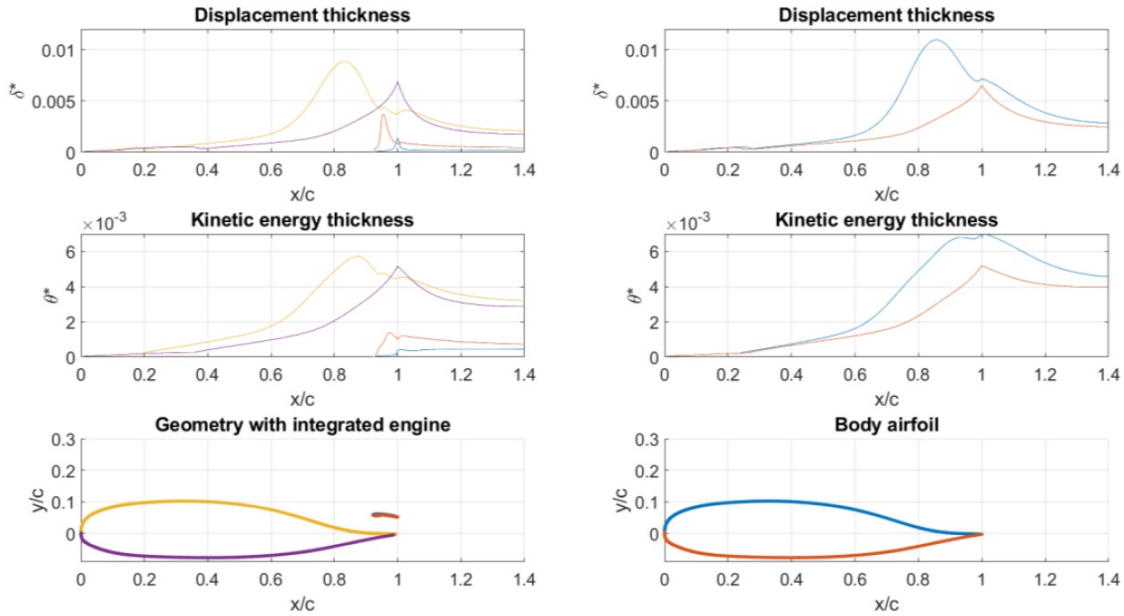 Displacement thickness
0.01
0.005
0
δ*
0 0.2 0.4 0.6 0.8 1 1.2 1.4
x/c
Displacement thickness
0.01
0.005
0
δ*
0 0.2 0.4 0.6 0.8 1 1.2 1.4
x/c
×10⁻³
Kinetic energy thickness
6
4
2
0
θ*
0 0.2 0.4 0.6 0.8 1 1.2 1.4
x/c
×10⁻³
Kinetic energy thickness
6
4
2
0
θ*
0 0.2 0.4 0.6 0.8 1 1.2 1.4
x/c
Geometry with integrated engine
0.3
0.2
0.1
0
y/c
0 0.2 0.4 0.6 0.8 1 1.2 1.4
x/c
Body airfoil
0.3
0.2
0.1
0
y/c
0 0.2 0.4 0.6 0.8 1 1.2 1.4
x/c